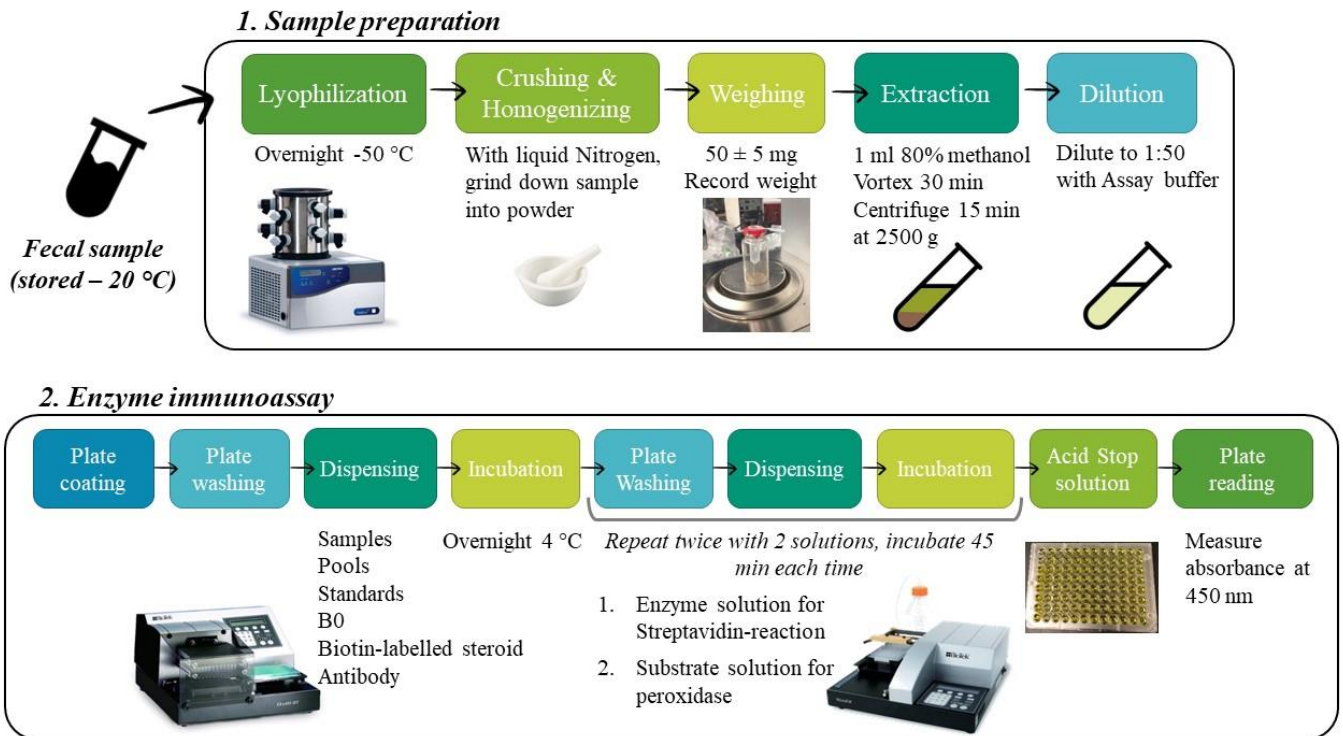 1. Sample preparation
Lyophilization
Crushing &
Homogenizing
Weighing
Extraction
Dilution
Overnight -50 °C
With liquid Nitrogen,
grind down sample
into powder
50 ± 5 mg
Record weight
1 ml 80% methanol
Vortex 30 min
Centrifuge 15 min
at 2500 g
Dilute to 1:50
with Assay buffer
Fecal sample
(stored – 20 °C)
2. Enzyme immunoassay
Plate
coating
Plate
washing
Dispensing
Incubation
Plate
Washing
Dispensing
Incubation
Acid Stop
solution
Plate
reading
Samples
Pools
Standards
B0
Biotin-labelled steroid
Antibody
Overnight 4 °C
Repeat twice with 2 solutions, incubate 45
min each time
1. Enzyme solution for
Streptavidin-reaction
2. Substrate solution for
peroxidase
Measure
absorbance at
450 nm